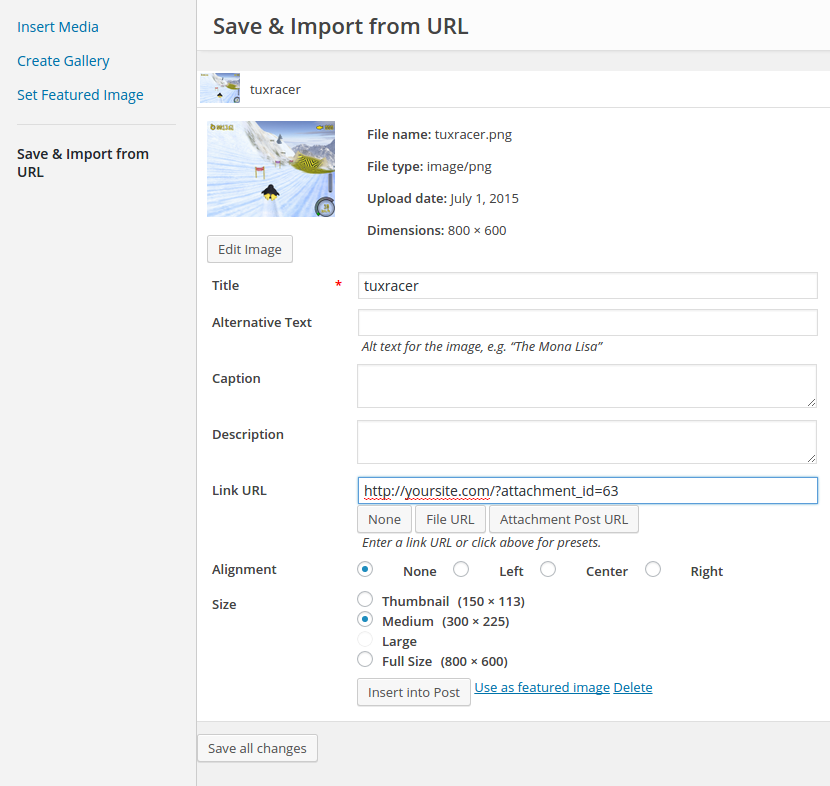 Insert Media
Create Gallery
Set Featured Image
Save & Import from
URL
Save & Import from URL
tuxracer
File name: tuxracer.png
File type: image/png
Upload date: July 1, 2015
Dimensions: 800 × 600
Edit Image
Title * tuxracer
Alternative Text
Alt text for the image, e.g. “The Mona Lisa”
Caption
Description
Link URL http://yoursite.com/?attachment_id=63
None File URL Attachment Post URL
Enter a link URL or click above for presets.
Alignment None Left Center Right
Size Thumbnail (150 × 113)
Medium (300 × 225)
Large
Full Size (800 × 600)
Insert into Post Use as featured image Delete
Save all changes